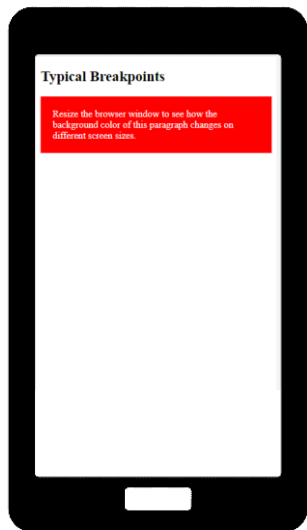 Typical Breakpoints
Resize the browser window to see how the
background color of this paragraph changes on
different screen sizes.